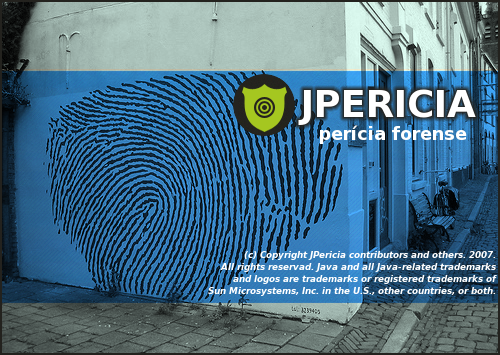 JPERICIA
perícia forense
(c) Copyright JPericia contributors and others. 2007.
All rights reserved. Java and all Java-related trademarks
and logos are trademarks or registered trademarks of
Sun Microsystems, Inc. in the U.S., other countries, or both.